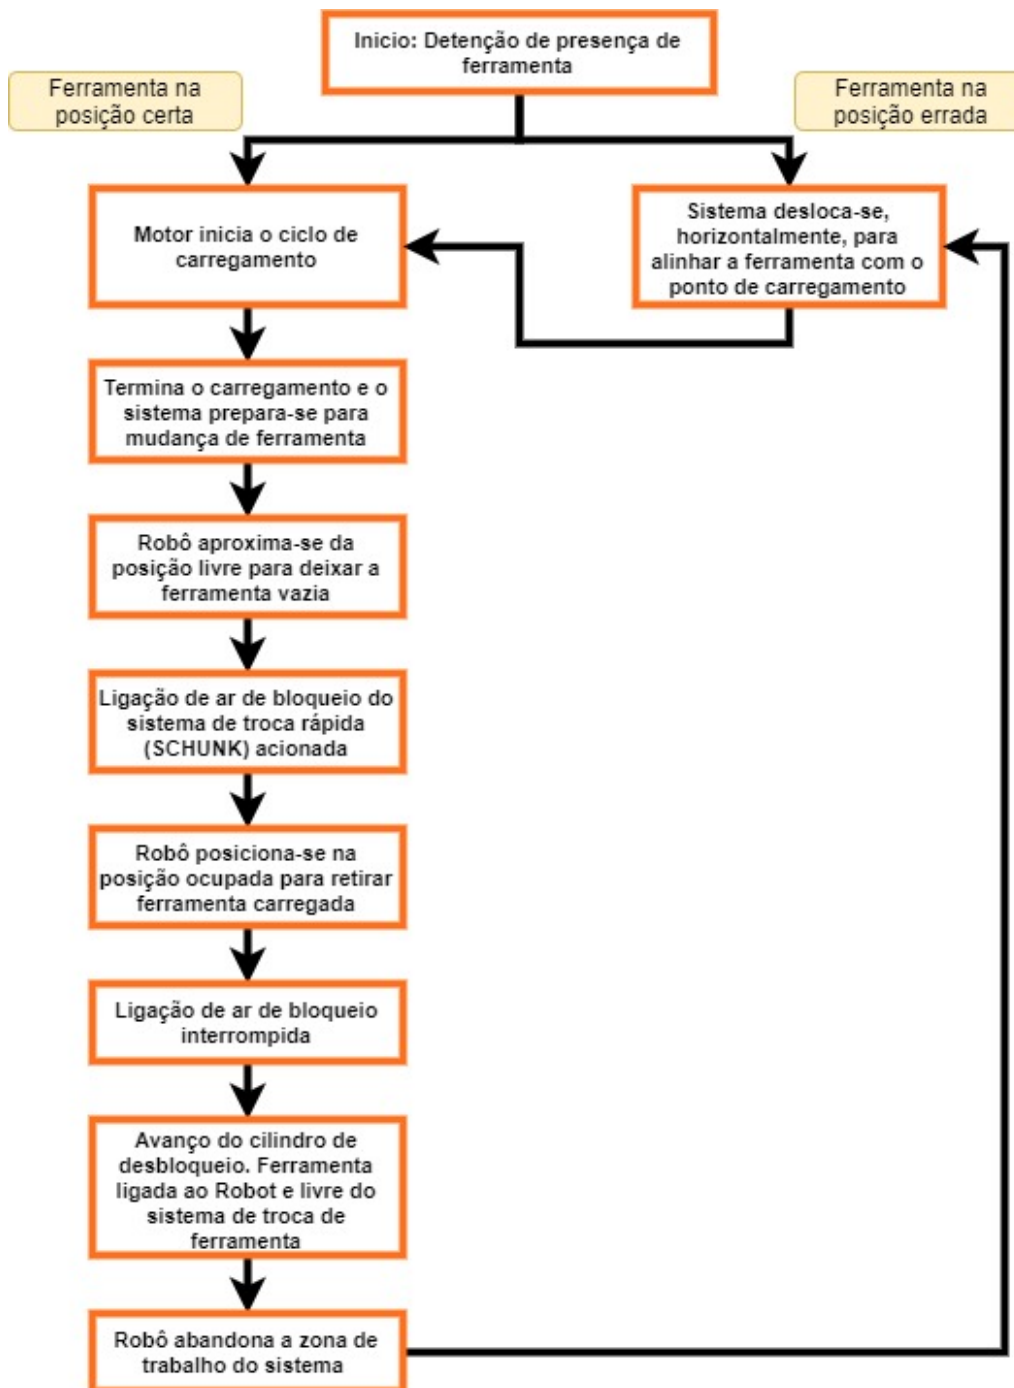 Inicio: Detenção de presença de
ferramenta
Ferramenta na
posição certa
Ferramenta na
posição errada
Motor inicia o ciclo de
carregamento
Sistema desloca-se,
horizontalmente, para
alinhar a ferramenta com o
ponto de carregamento
Termina o carregamento e o
sistema prepara-se para
mudança de ferramenta
Robô aproxima-se da
posição livre para deixar a
ferramenta vazia
Ligação de ar de bloqueio do
sistema de troca rápida
(SCHUNK) acionada
Robô posiciona-se na
posição ocupada para retirar
ferramenta carregada
Ligação de ar de bloqueio
interrompida
Avanço do cilindro de
desbloqueio. Ferramenta
ligada ao Robot e livre do
sistema de troca de
ferramenta
Robô abandona a zona de
trabalho do sistema